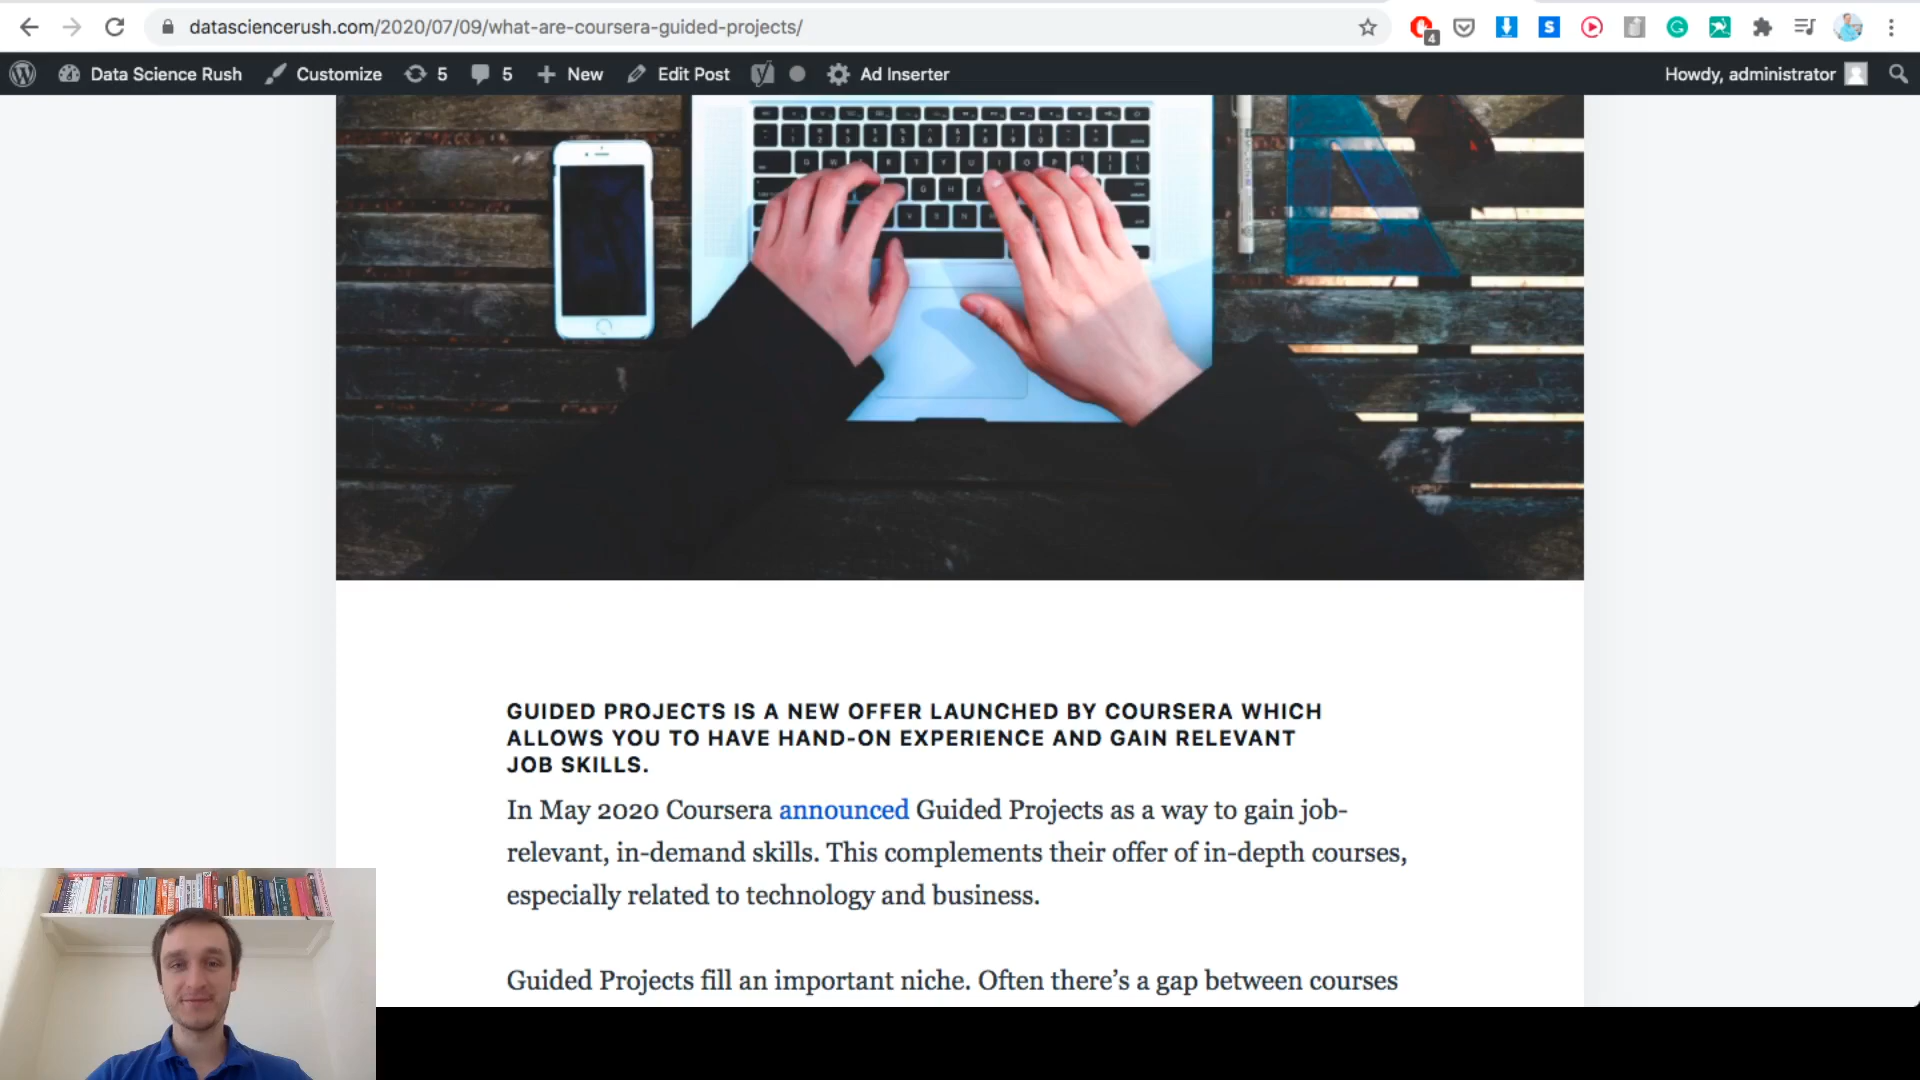 datasciencerush.com/2020/07/09/what-are-coursera-guided-projects/
4
Data Science Rush Customize 5 5 New Edit Post Ad Inserter Howdy, administrator
GUIDED PROJECTS IS A NEW OFFER LAUNCHED BY COURSERA WHICH
ALLOWS YOU TO HAVE HAND-ON EXPERIENCE AND GAIN RELEVANT
JOB SKILLS.
In May 2020 Coursera announced Guided Projects as a way to gain job-
relevant, in-demand skills. This complements their offer of in-depth courses,
especially related to technology and business.
Guided Projects fill an important niche. Often there’s a gap between courses